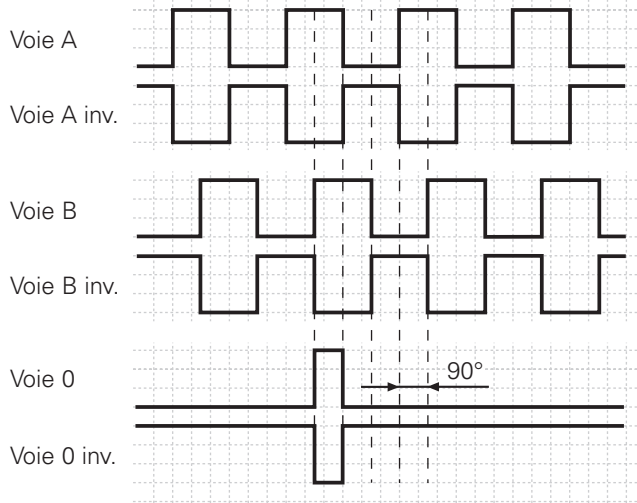 Voie A
Voie A inv.
Voie B
Voie B inv.
Voie 0
90°
Voie 0 inv.